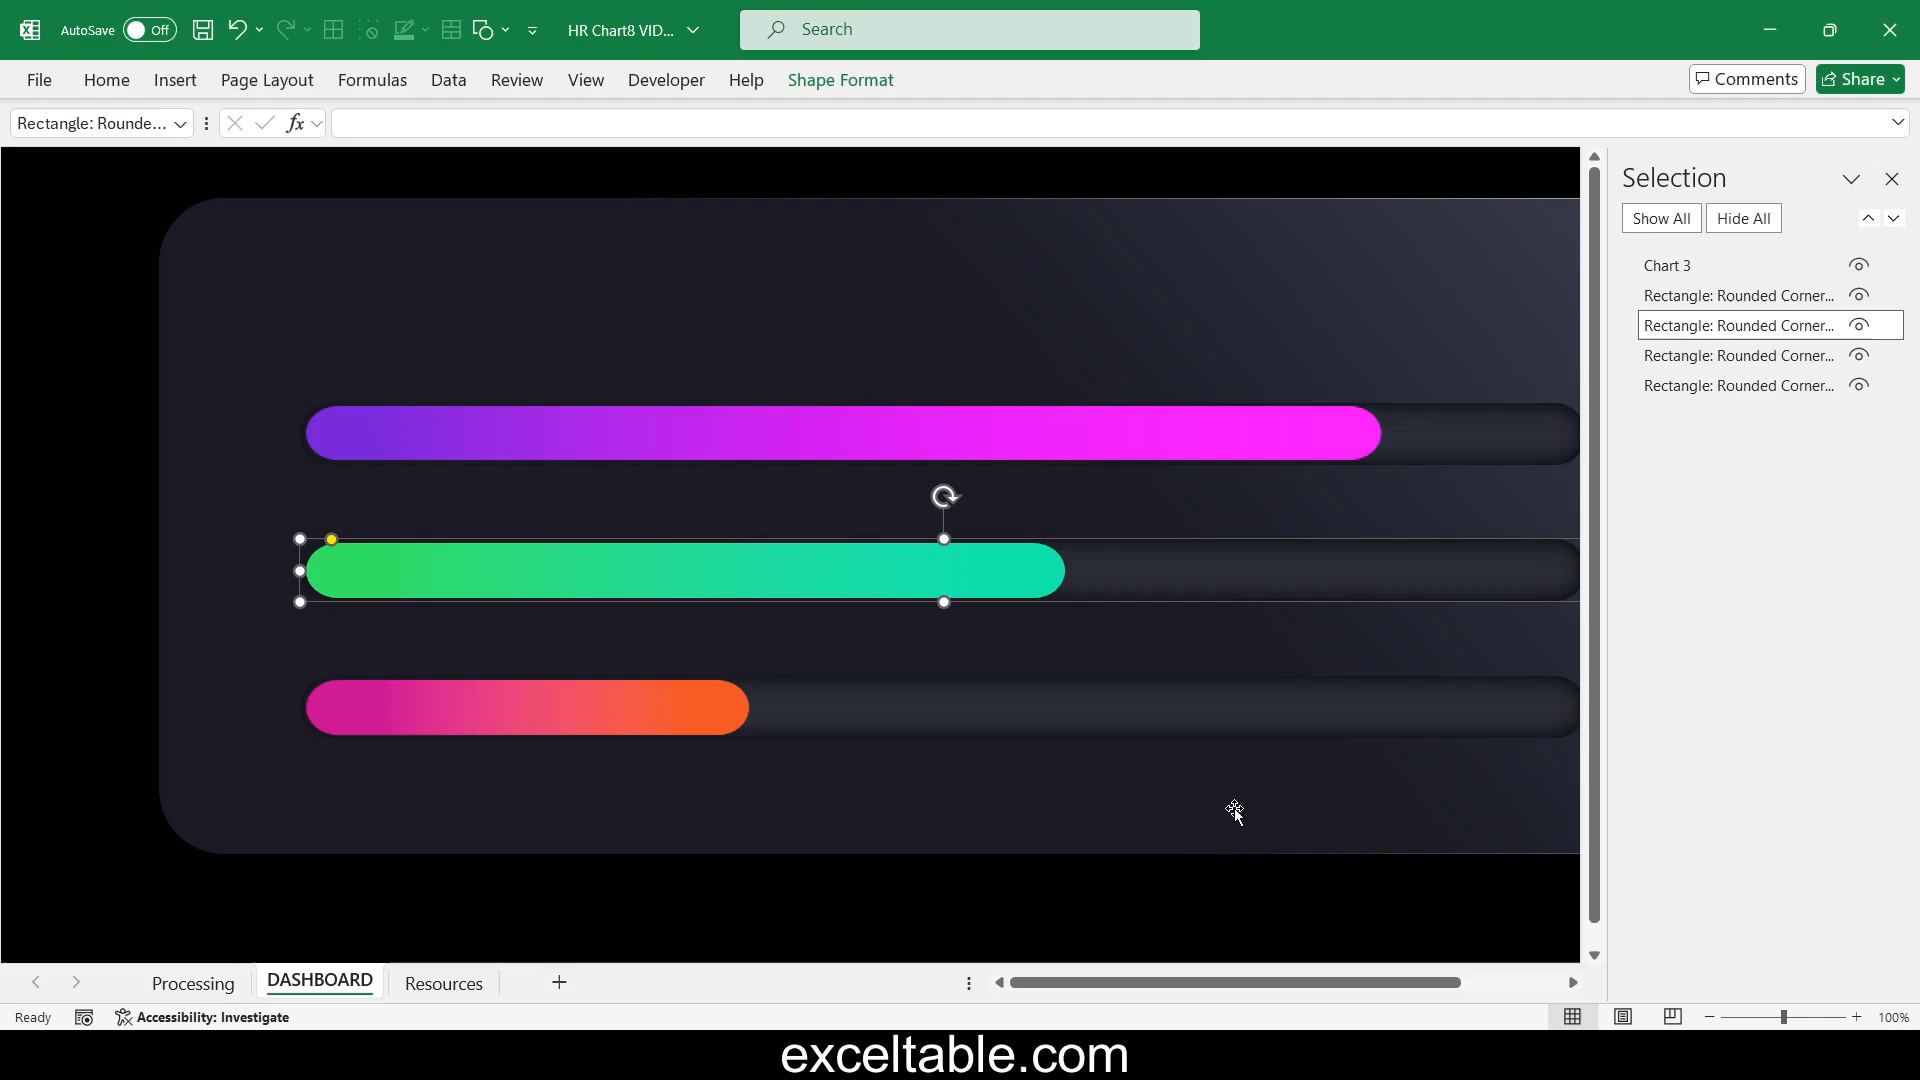 AutoSave Off HR Chart8 VID... Search
File Home Insert Page Layout Formulas Data Review View Developer Help Shape Format Comments Share
Rectangle: Rounde... fx
Selection
Show All Hide All
Chart 3
Rectangle: Rounded Corner...
Rectangle: Rounded Corner...
Rectangle: Rounded Corner...
Rectangle: Rounded Corner...
Processing DASHBOARD Resources
Ready Accessibility: Investigate 100%
exceltable.com